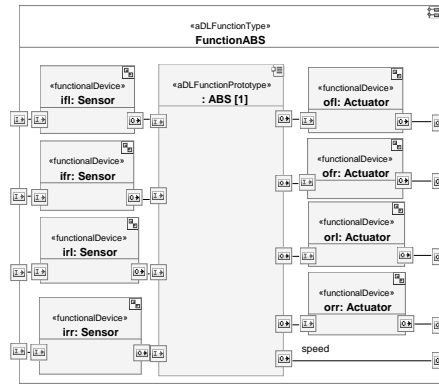 «aDLFunctionType»
FunctionABS
«functionalDevice»
ifl: Sensor
«aDLFunctionPrototype»
: ABS [1]
«functionalDevice»
ofl: Actuator
«functionalDevice»
ifr: Sensor
«functionalDevice»
ofr: Actuator
«functionalDevice»
irl: Sensor
«functionalDevice»
orl: Actuator
«functionalDevice»
irr: Sensor
«functionalDevice»
orr: Actuator
speed